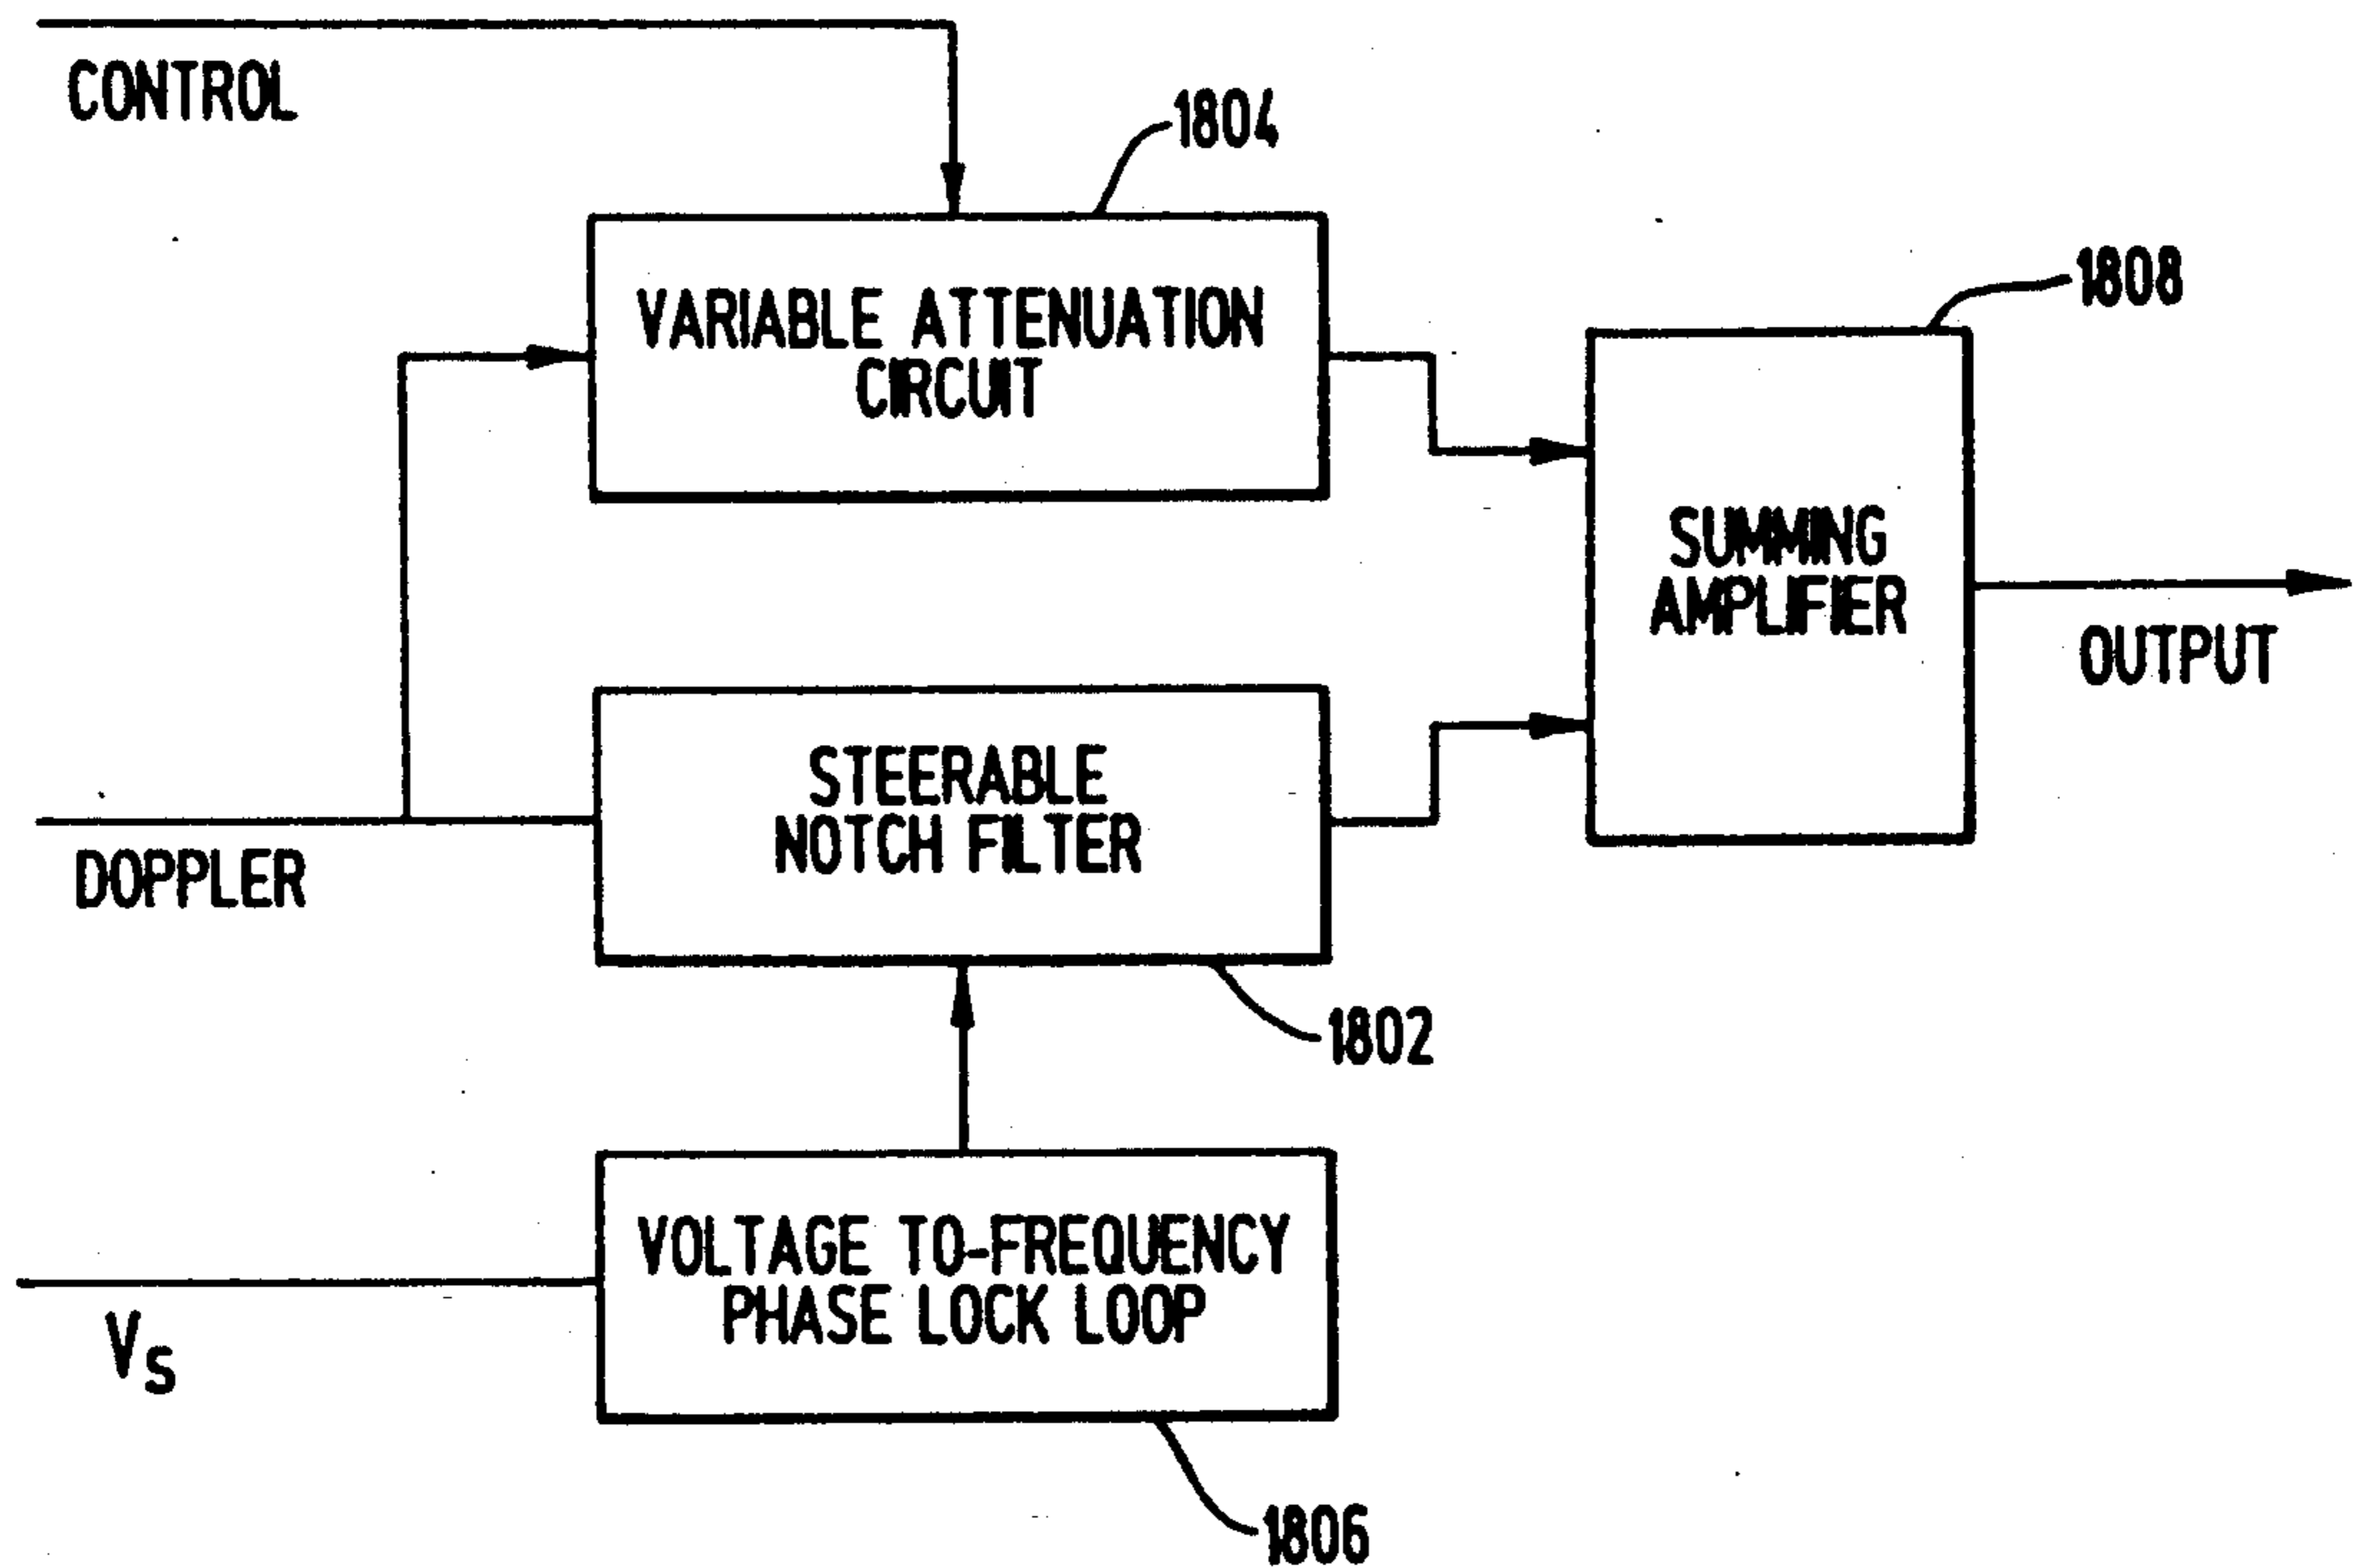 CONTROL
1804
VARIABLE ATTENUATION
CIRCUIT
1808
SUMMING
AMPLIFIER
OUTPUT
STEERABLE
NOTCH FILTER
DOPPLER
1802
VOLTAGE TO-FREQUENCY
PHASE LOCK LOOP
VS
1806